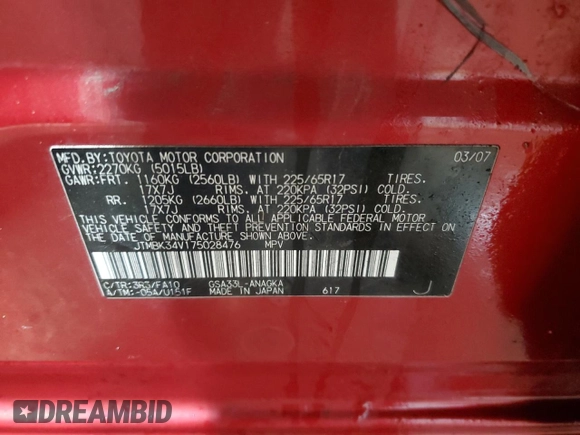 MFD.BY:TOYOTA MOTOR CORPORATION 03/07
GVWR:2270KG (5015LB)
GAWR:FRT. 1160KG (2560LB) WITH 225/65R17 TIRES.
17X7J RIMS. AT 220KPA (32PSI) COLD.
RR. 1205KG (2660LB) WITH 225/65R17 TIRES.
17X7J RIMS. AT 220KPA (32PSI) COLD.
THIS VEHICLE CONFORMS TO ALL APPLICABLE FEDERAL MOTOR
VEHICLE SAFETY AND THEFT PREVENTION STANDARDS IN EFFECT
ON THE DATE OF MANUFACTURE SHOWN ABOVE.
JTMBK34V175028476 MPV
C/TR:3R3/FA10 GSA33L-ANAGKA
A/TM:-05A/U151F MADE IN JAPAN 617 J
DREAMBID